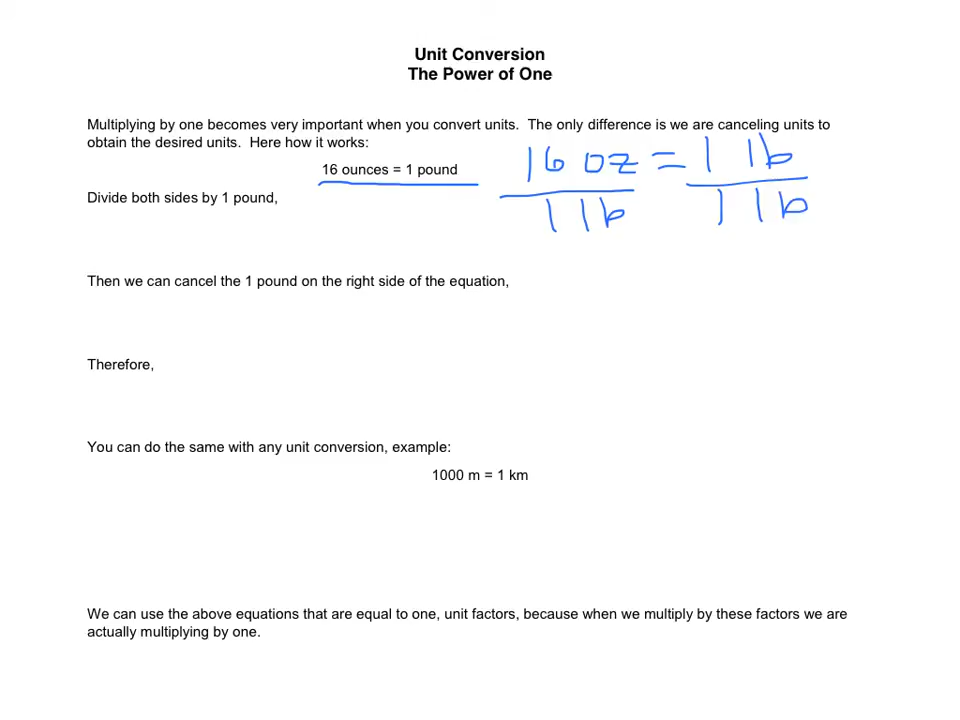 Unit Conversion
The Power of One
Multiplying by one becomes very important when you convert units. The only difference is we are canceling units to
obtain the desired units. Here how it works:
16 ounces = 1 pound
16 oz = 1 lb
1 lb 1 lb
Divide both sides by 1 pound,
Then we can cancel the 1 pound on the right side of the equation,
Therefore,
You can do the same with any unit conversion, example:
1000 m = 1 km
We can use the above equations that are equal to one, unit factors, because when we multiply by these factors we are
actually multiplying by one.